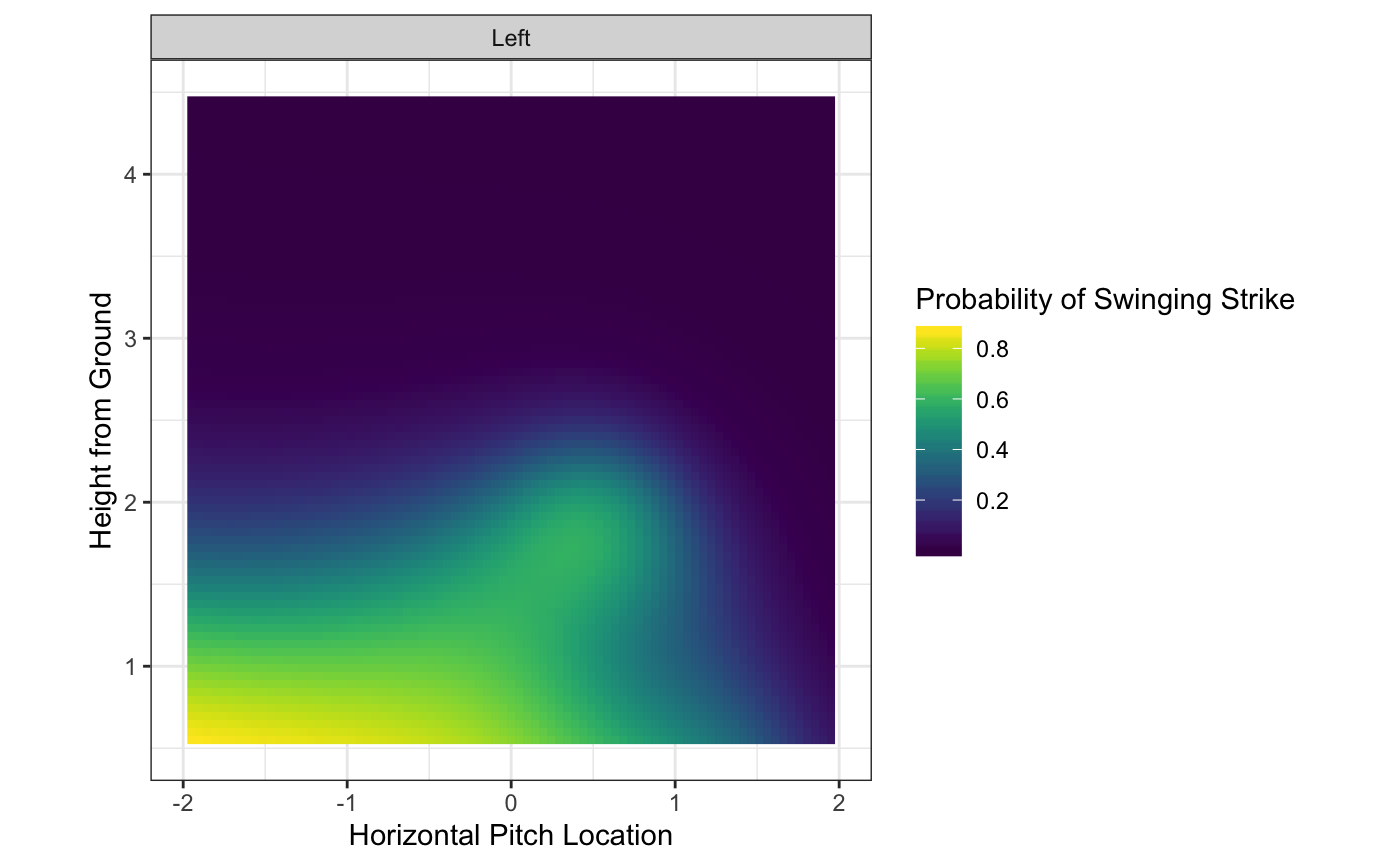 Left
4
3
2
1
Height from Ground
-2 -1 0 1 2
Horizontal Pitch Location
Probability of Swinging Strike
0.8
0.6
0.4
0.2